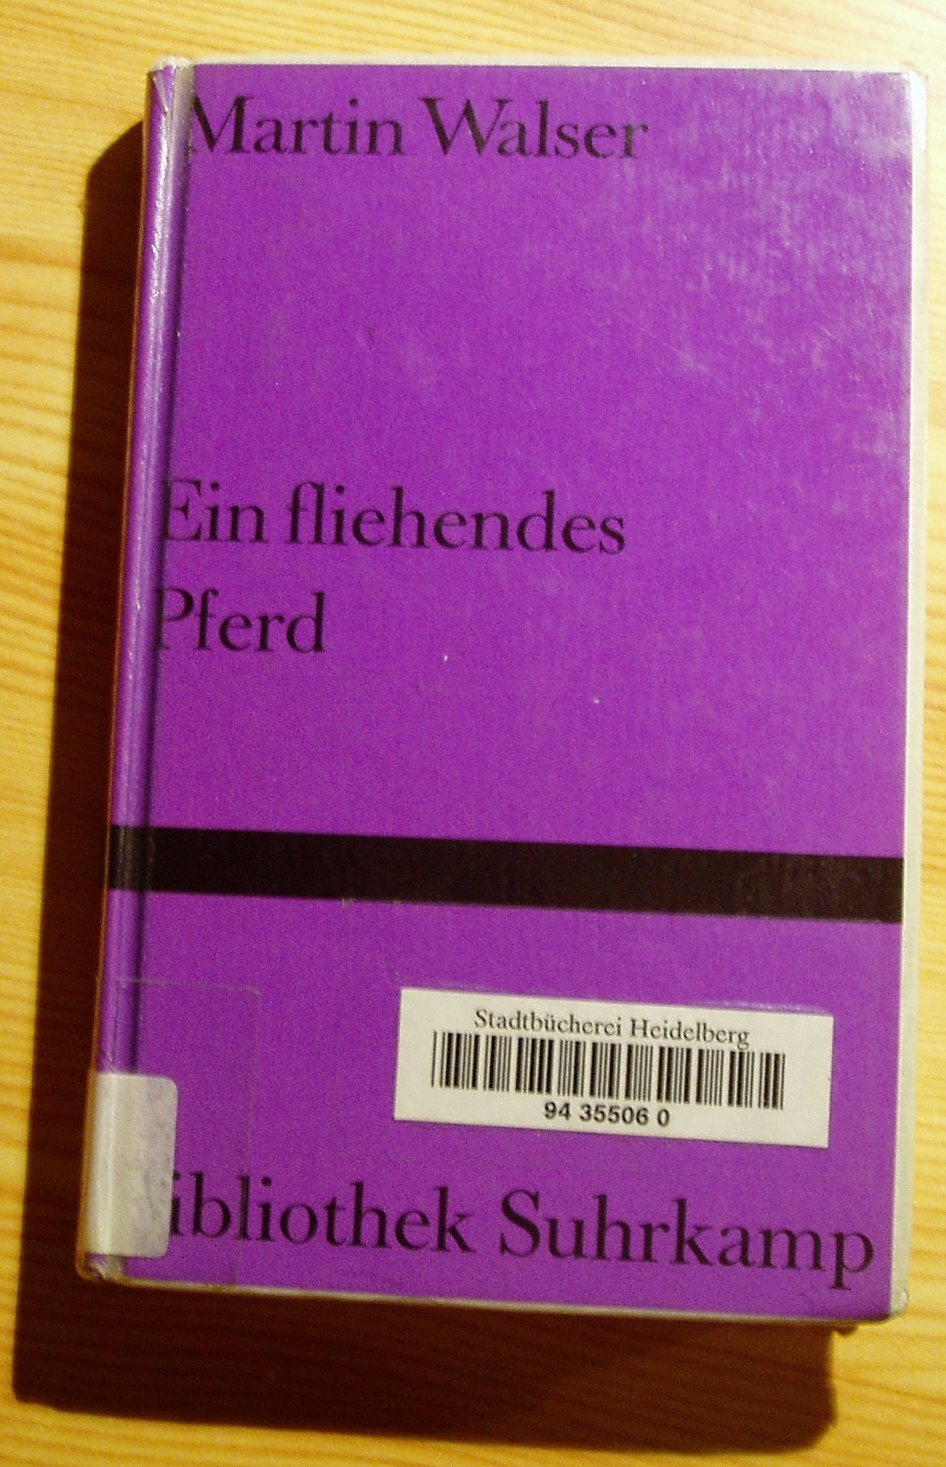 Martin Walser
Ein fliehendes
Pferd
Stadtbücherei Heidelberg
94 35506 0
ibliothek Suhrkamp